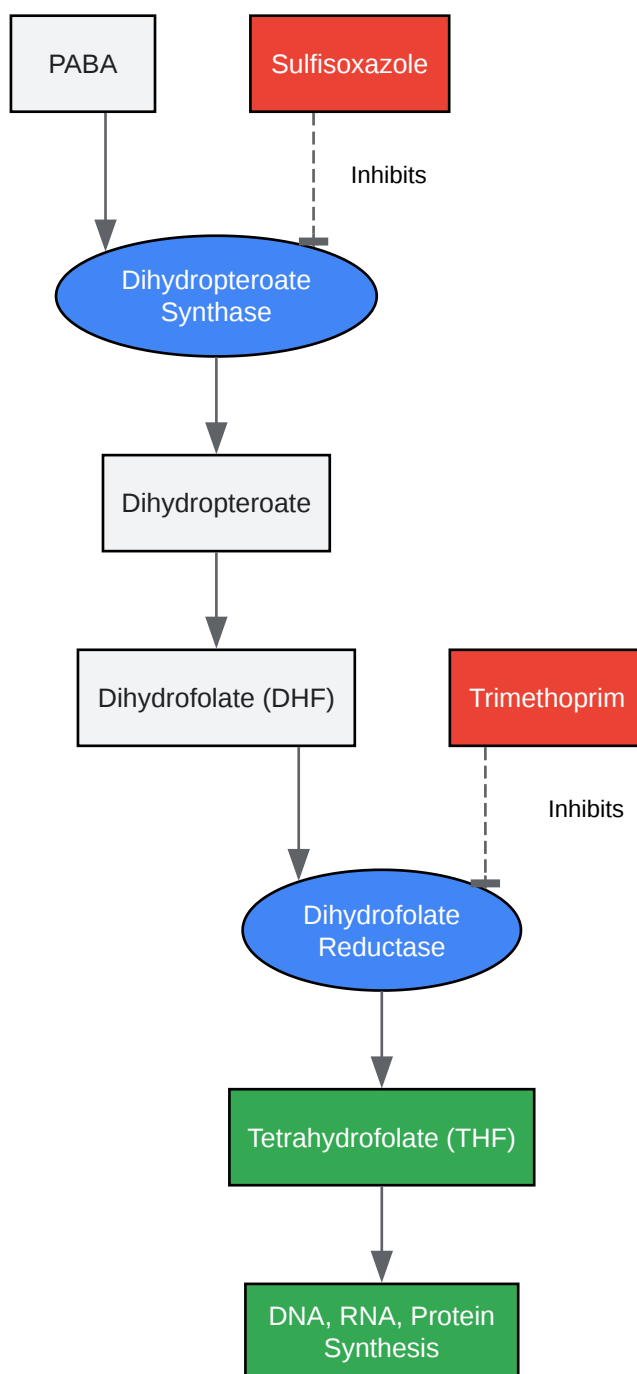 PABA
Sulfisoxazole
Inhibits
Dihydropteroate
Synthase
Dihydropteroate
Dihydrofolate (DHF)
Trimethoprim
Inhibits
Dihydrofolate
Reductase
Tetrahydrofolate (THF)
DNA, RNA, Protein
Synthesis